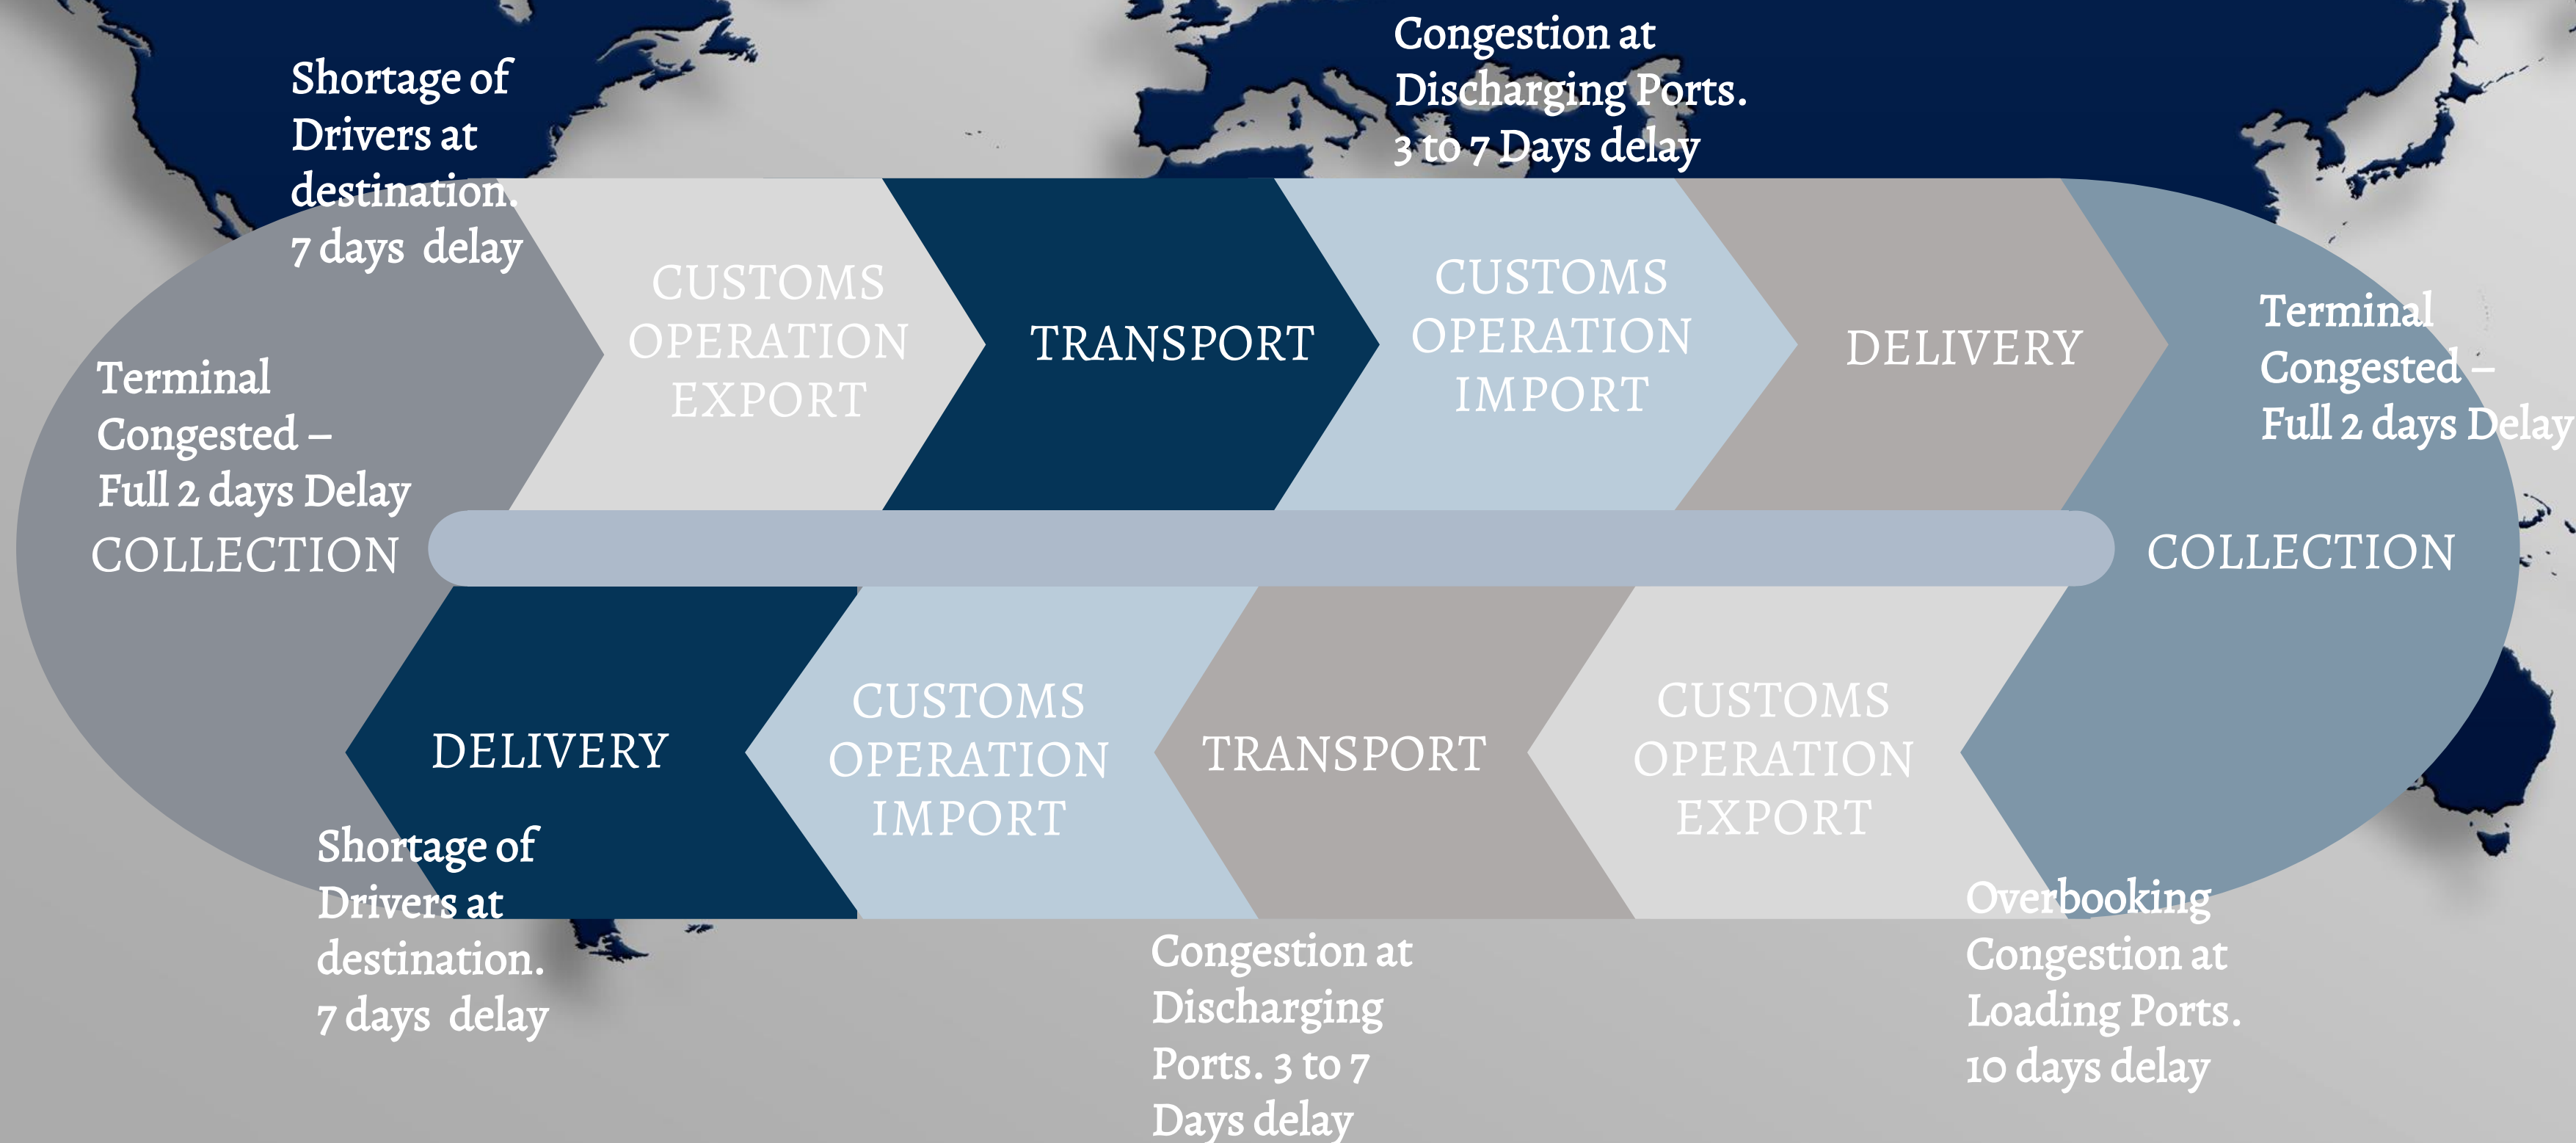 Shortage of
Drivers at
destination.
7 days  delay
Congestion at
Discharging Ports.
3 to 7 Days delay
CUSTOMS
OPERATION
EXPORT
TRANSPORT
CUSTOMS
OPERATION
IMPORT
DELIVERY
Terminal
Congested –
Full 2 days Delay
Terminal
Congested –
Full 2 days Delay
COLLECTION
COLLECTION
DELIVERY
CUSTOMS
OPERATION
IMPORT
TRANSPORT
CUSTOMS
OPERATION
EXPORT
Shortage of
Drivers at
destination.
7 days  delay
Congestion at
Discharging
Ports. 3 to 7
Days delay
Overbooking
Congestion at
Loading Ports.
10 days delay